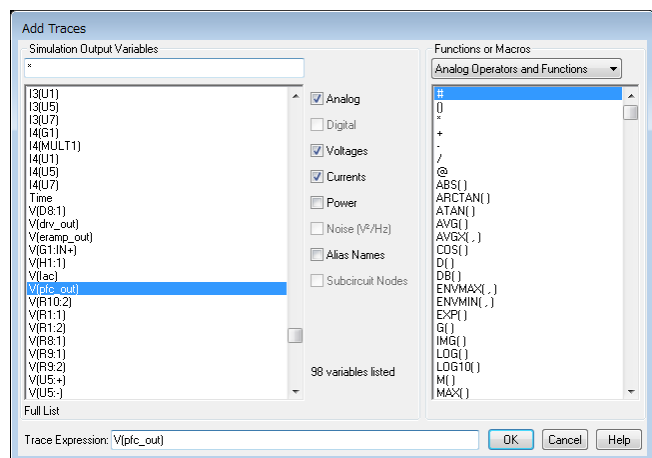 Add Traces
Simulation Output Variables
*
I3(U1)
I3(U5)
I3(U7)
I4(G1)
I4(MULT1)
I4(U1)
I4(U5)
I4(U7)
Time
V(D8:1)
V(drv_out)
V(eramp_out)
V(G1:IN+)
V(H1:1)
V(Iac)
V(pfc_out)
V(R10:2)
V(R1:1)
V(R1:2)
V(R8:1)
V(R9:1)
V(R9:2)
V(U5:+)
V(U5:-)
Full List
Analog
Digital
Voltages
Currents
Power
Noise (V²/Hz)
Alias Names
Subcircuit Nodes
98 variables listed
Functions or Macros
Analog Operators and Functions
#
()
*
+
-
/
@
ABS( )
ARCTAN( )
ATAN( )
AVG( )
AVGX( , )
COS( )
D( )
DB( )
ENVMAX( , )
ENVMIN( , )
EXP( )
G( )
IMG( )
LOG( )
LOG10( )
M( )
MAX( )
Trace Expression: V(pfc_out)
OK Cancel Help